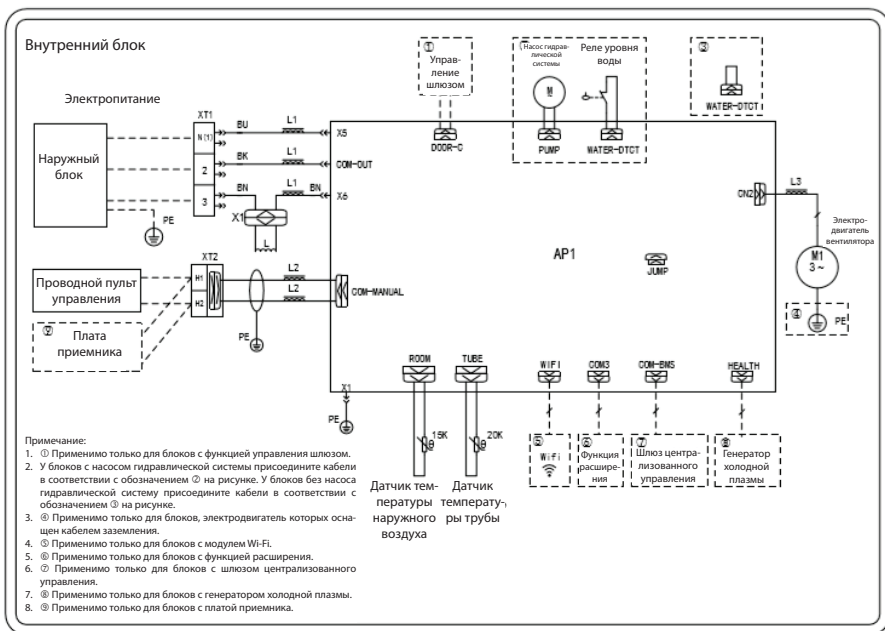 Внутренний блок
Электропитание
Наружный
блок
PE
XT1
N(1)
2
3
BU
L1
X5
BK
L1
COM-OUT
BN
L1
BN
X6
X1
L
①
Управ-
ление
шлюзом
DOOR-C
Насос гидрав-
лической
системы
M
PUMP
Реле уровня
воды
WATER-DTCT
③
WATER-DTCT
CN2
L3
Электро-
двигатель
вентилятора
M1
3~
④
PE
AP1
JUMP
Проводной пульт
управления
XT2
H1
H2
L2
L2
COM-MANUAL
PE
⑨
Плата
приемника
X1
PE
ROOM
TUBE
WIFI
COM3
COM-BMS
HEALTH
15K
θ
20K
θ
Датчик тем-
пературы
наружного
воздуха
Датчик
температу-
ры трубы
⑤
Wifi
⑥
Функция
расшире-
ния
⑦
Шлюз центра-
лизованного
управления
⑧
Генератор
холодной
плазмы
Примечание:
1. ① Применимо только для блоков с функцией управления шлюзом.
2. У блоков с насосом гидравлической системы присоедините кабели
в соответствии с обозначением ② на рисунке. У блоков без насоса
гидравлической систему присоедините кабели в соответствии с
обозначением ③ на рисунке.
3. ④ Применимо только для блоков, электродвигатель которых осна-
щен кабелем заземления.
4. ⑤ Применимо только для блоков с модулем Wi-Fi.
5. ⑥ Применимо только для блоков с функцией расширения.
6. ⑦ Применимо только для блоков с шлюзом централизованного
управления.
7. ⑧ Применимо только для блоков с генератором холодной плазмы.
8. ⑨ Применимо только для блоков с платой приемника.